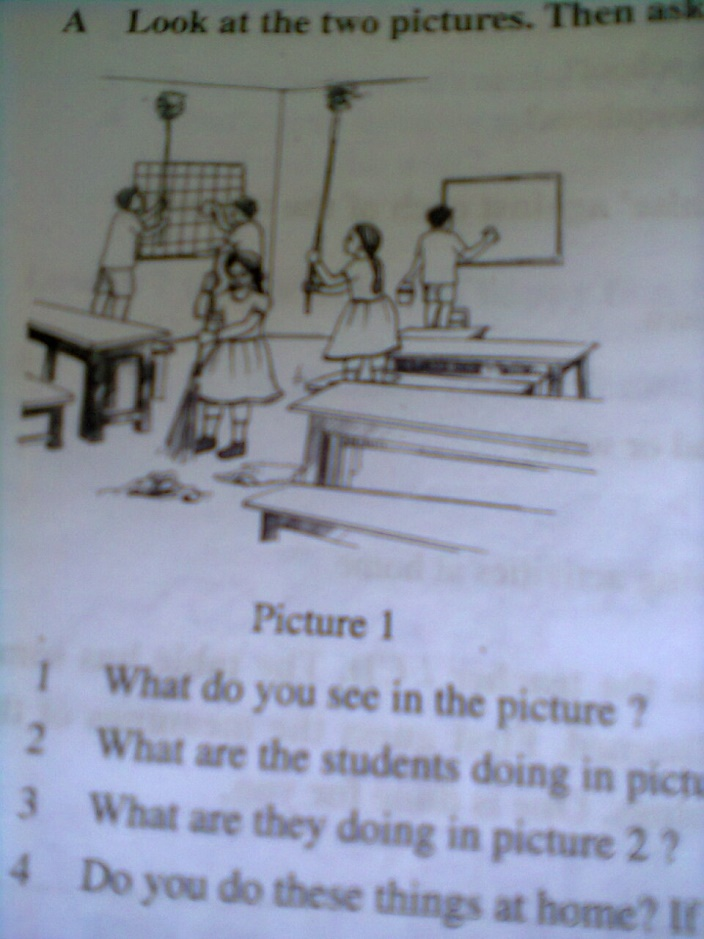 A Look at the two pictures. Then ask
Picture 1
1 What do you see in the picture ?
2 What are the students doing in pictu
3 What are they doing in picture 2 ?
4 Do you do these things at home? If